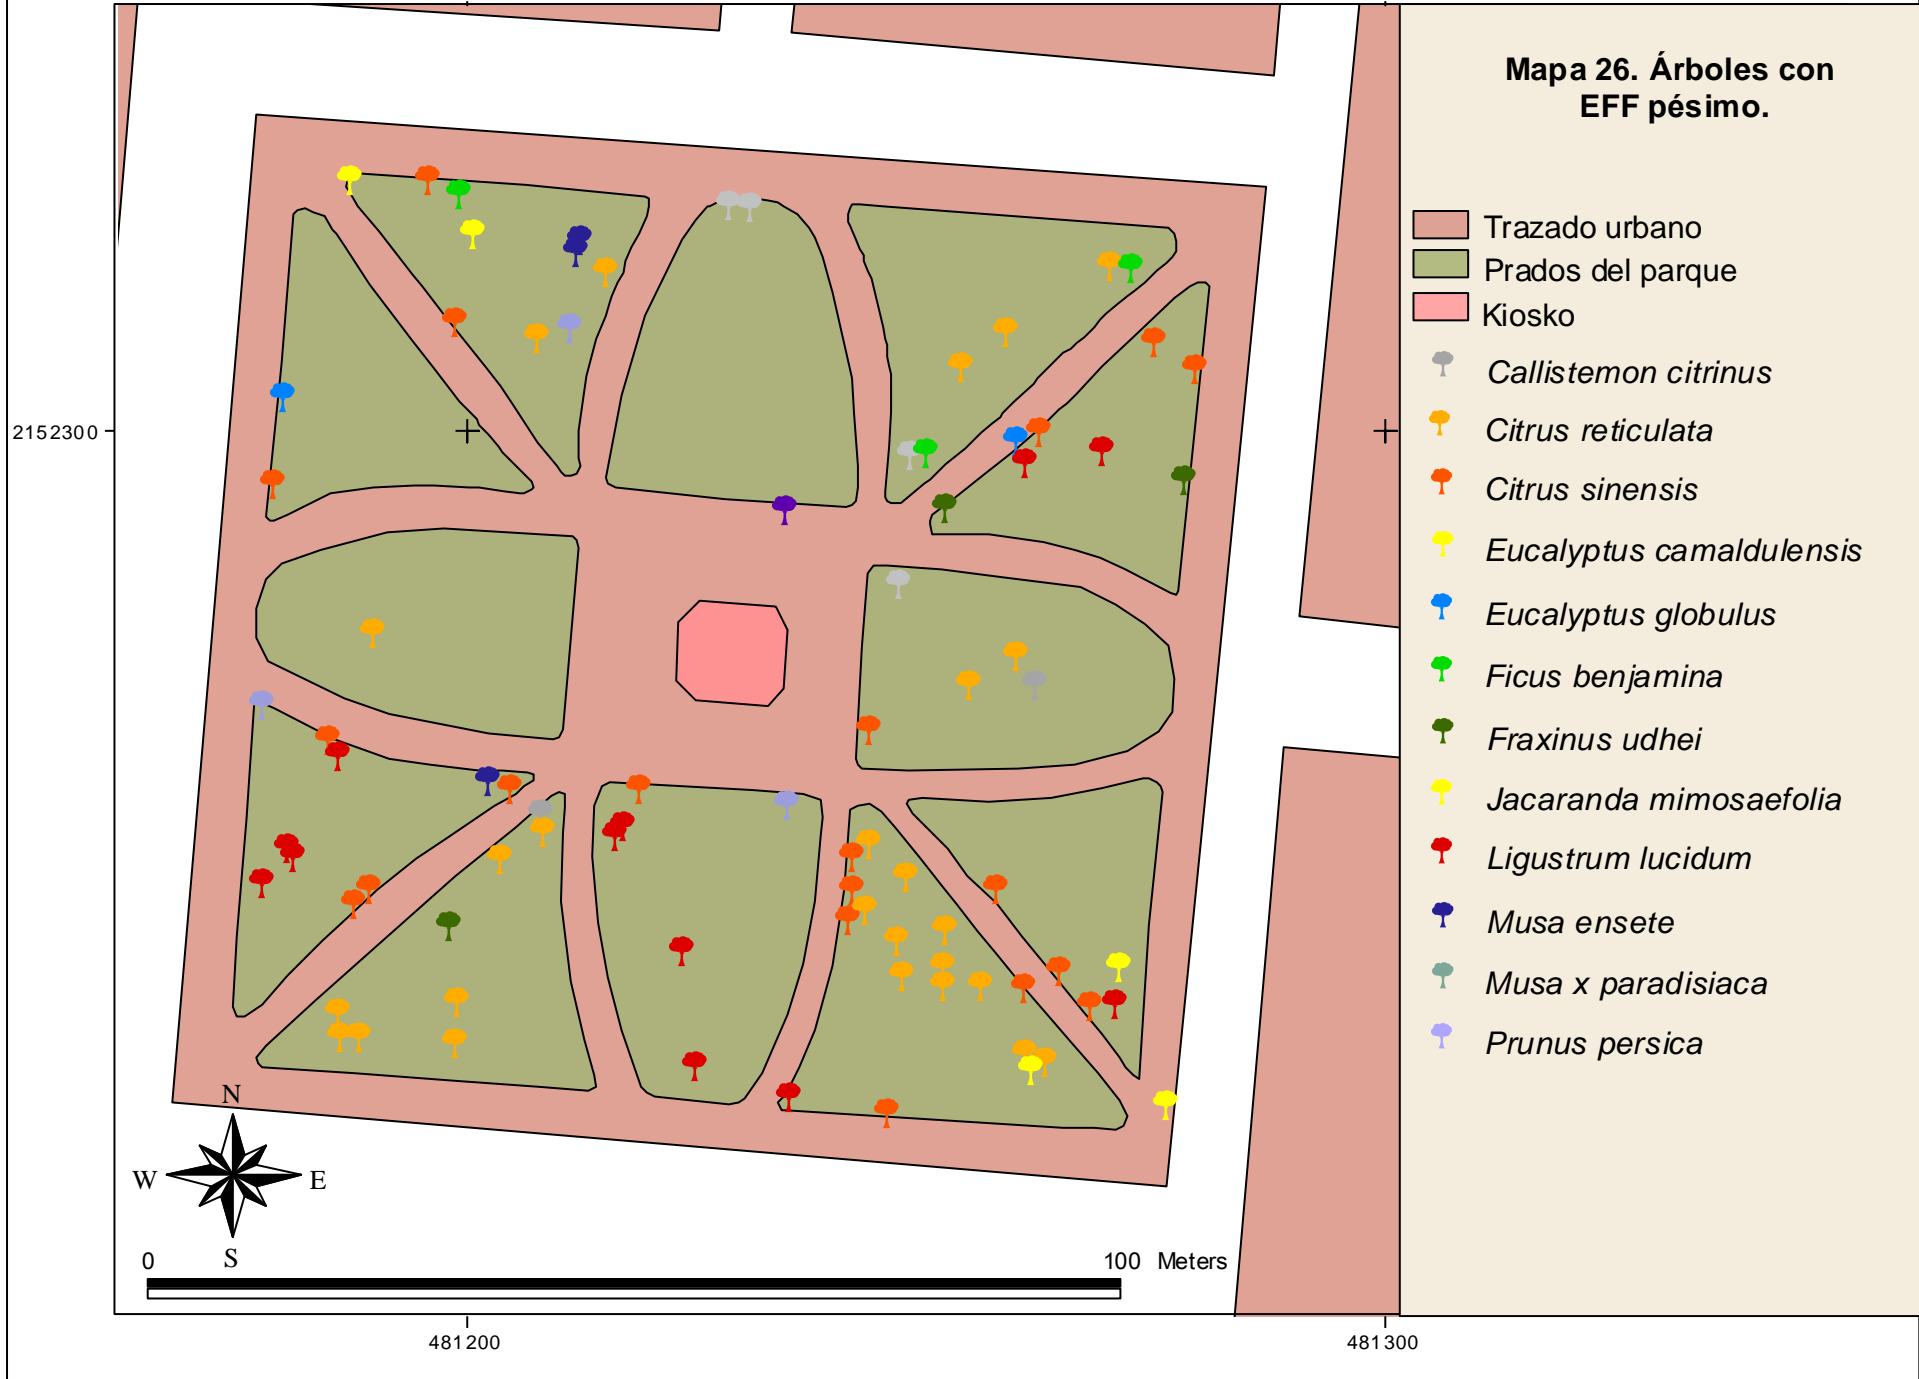 Mapa 26. Árboles con
EFF pésimo.
Trazado urbano
Prados del parque
Kiosko
Callistemon citrinus
Citrus reticulata
Citrus sinensis
Eucalyptus camaldulensis
Eucalyptus globulus
Ficus benjamina
Fraxinus udhei
Jacaranda mimosaefolia
Ligustrum lucidum
Musa ensete
Musa x paradisiaca
Prunus persica
2152300
N
W E
S
0 100 Meters
481200 481300